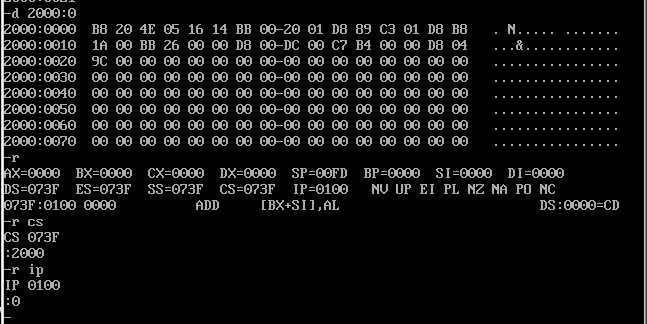 -d 2000:0
2000:0000  B8 20 4E 05 16 14 BB 00-20 01 D8 89 C3 01 D8 B8   . N..... .......
2000:0010  1A 00 BB 26 00 00 D8 00-DC 00 C7 B4 00 00 D8 04   ...&............
2000:0020  9C 00 00 00 00 00 00 00-00 00 00 00 00 00 00 00   ................
2000:0030  00 00 00 00 00 00 00 00-00 00 00 00 00 00 00 00   ................
2000:0040  00 00 00 00 00 00 00 00-00 00 00 00 00 00 00 00   ................
2000:0050  00 00 00 00 00 00 00 00-00 00 00 00 00 00 00 00   ................
2000:0060  00 00 00 00 00 00 00 00-00 00 00 00 00 00 00 00   ................
2000:0070  00 00 00 00 00 00 00 00-00 00 00 00 00 00 00 00   ................
-r
AX=0000  BX=0000  CX=0000  DX=0000  SP=00FD  BP=0000  SI=0000  DI=0000
DS=073F  ES=073F  SS=073F  CS=073F  IP=0100   NV UP EI PL NZ NA PO NC
073F:0100 0000          ADD     [BX+SI],AL                         DS:0000=CD
-r cs
CS 073F
:2000
-r ip
IP 0100
:0
-